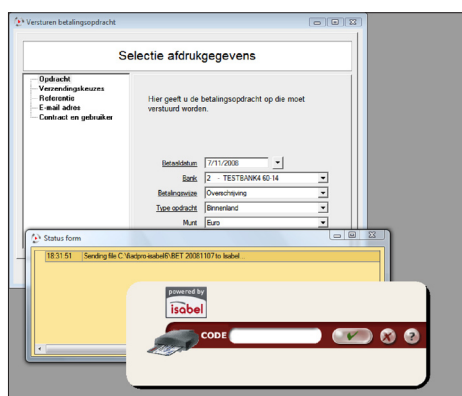 Versturen betalingsopdracht
Selectie afdrukgegevens
Opdracht
Verzendingskeuzes
Referentie
E-mail adres
Contract en gebruiker
Hier geeft u de betalingsopdracht op die moet
verstuurd worden.
Betaaldatum 7/11/2008
Bank 2 - TESTBANK4 60-14
Betalingswijze Overschrijving
Type opdracht Binnenland
Munt Euro
Status form
18:31:51 Sending file C:\6adpro-isabel6\BET 20081107 to Isabel...
powered by
isabel
CODE